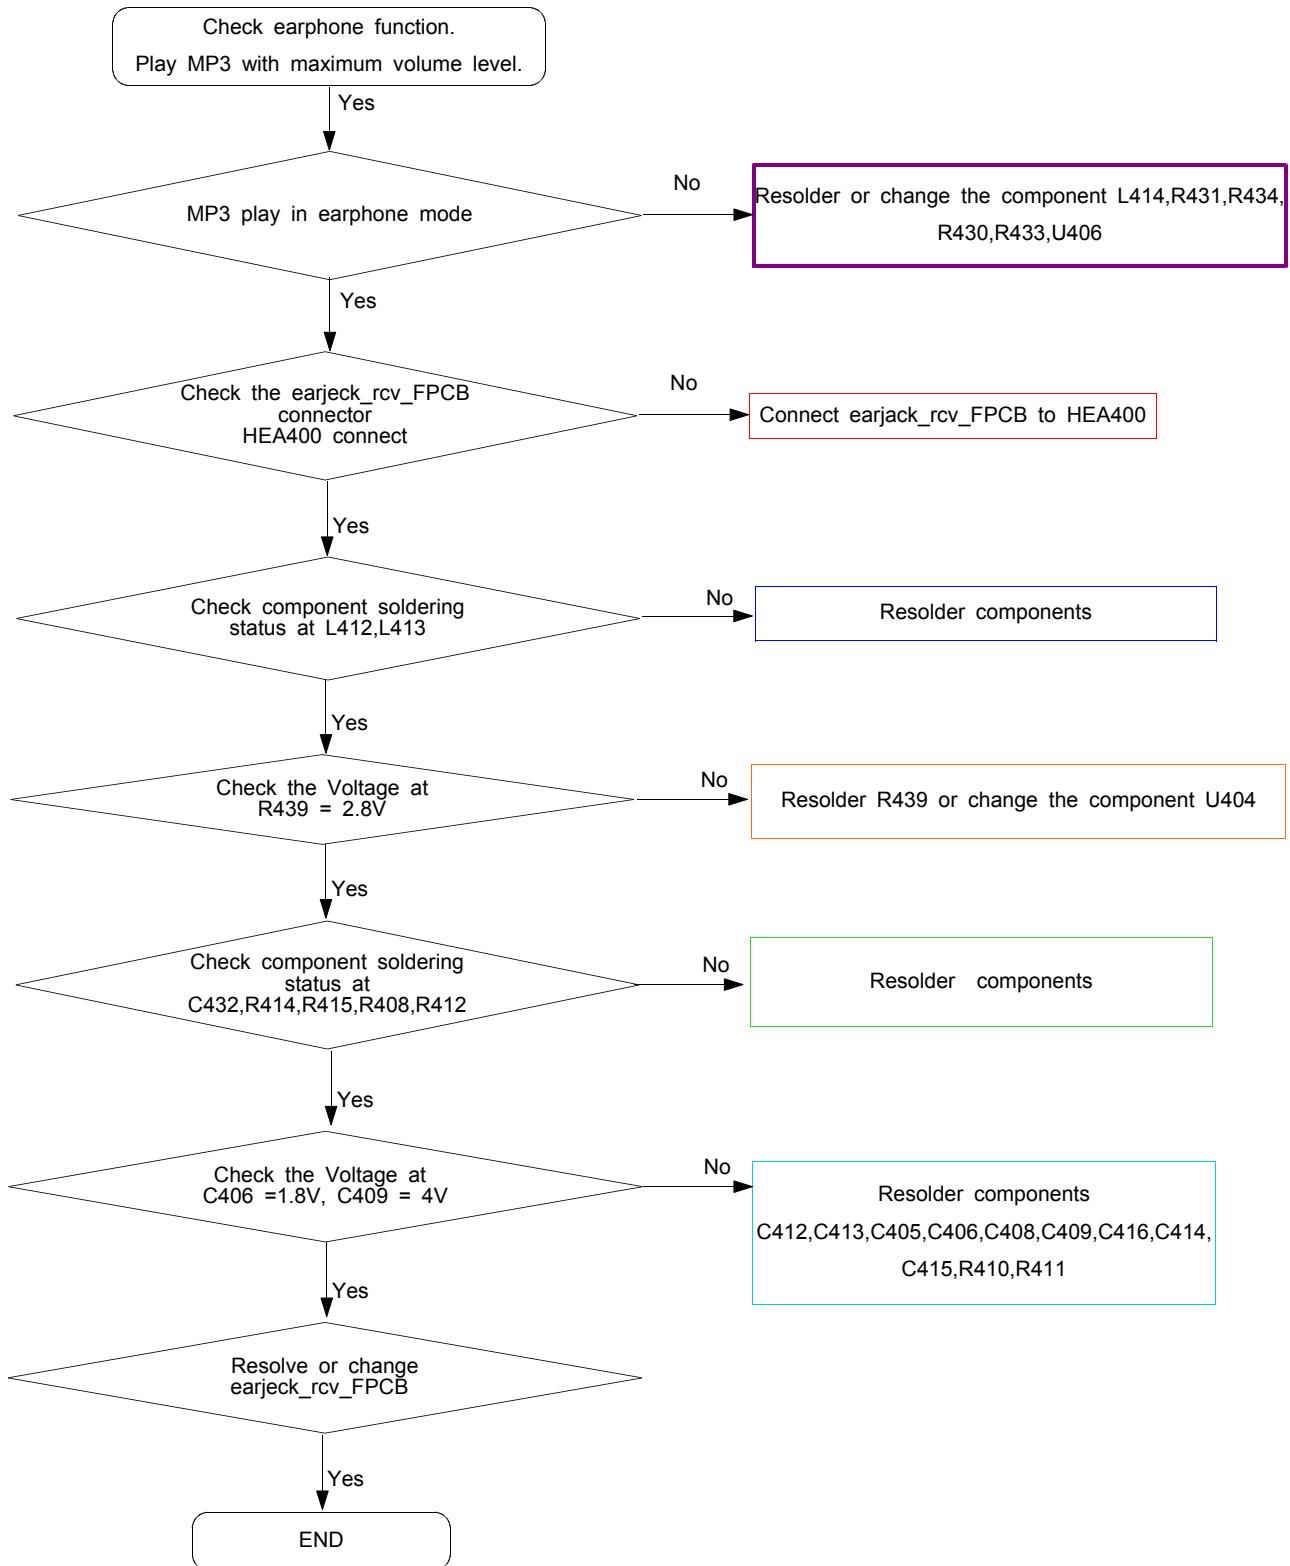 Check earphone function.
Play MP3 with maximum volume level.
Yes
MP3 play in earphone mode
No
Resolder or change the component L414,R431,R434,
R430,R433,U406
Yes
Check the earjeck_rcv_FPCB
connector
HEA400 connect
No
Connect earjack_rcv_FPCB to HEA400
Yes
Check component soldering
status at L412,L413
No
Resolder components
Yes
Check the Voltage at
R439 = 2.8V
No
Resolder R439 or change the component U404
Yes
Check component soldering
status at
C432,R414,R415,R408,R412
No
Resolder components
Yes
Check the Voltage at
C406 =1.8V, C409 = 4V
No
Resolder components
C412,C413,C405,C406,C408,C409,C416,C414,
C415,R410,R411
Yes
Resolve or change
earjeck_rcv_FPCB
Yes
END